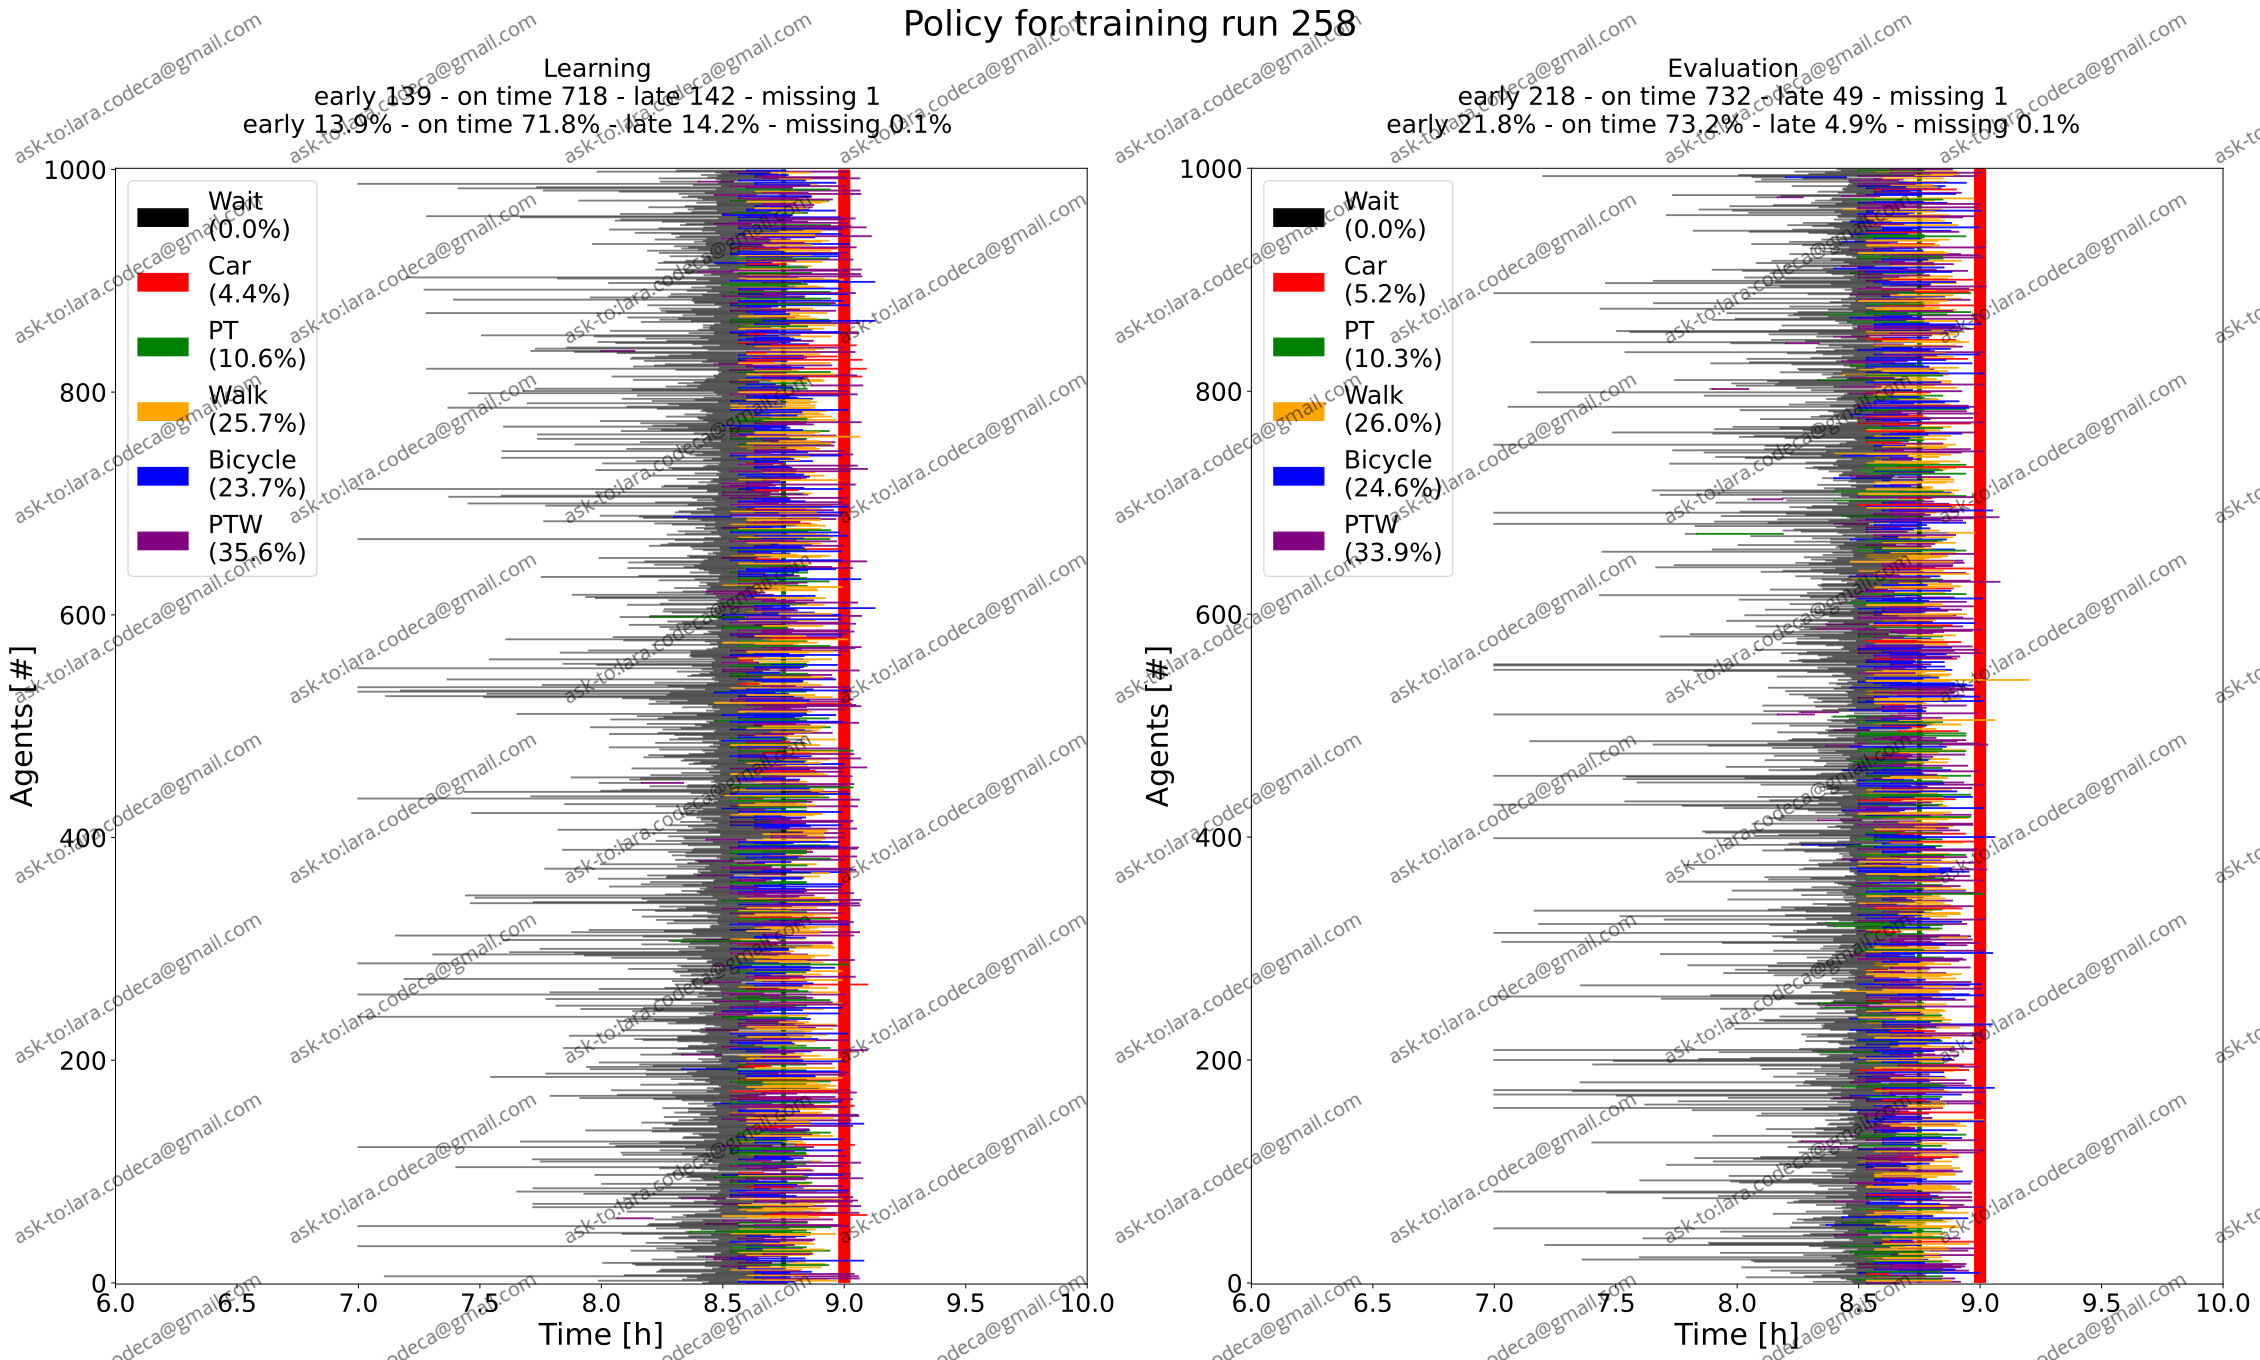 Policy for training run 258
Learning
early 139 - on time 718 - late 142 - missing 1
early 13.9% - on time 71.8% - late 14.2% - missing 0.1%
Agents [#]
1000
800
600
400
200
0
Wait
(0.0%)
Car
(4.4%)
PT
(10.6%)
Walk
(25.7%)
Bicycle
(23.7%)
PTW
(35.6%)
6.0 6.5 7.0 7.5 8.0 8.5 9.0 9.5 10.0
Time [h]
Evaluation
early 218 - on time 732 - late 49 - missing 1
early 21.8% - on time 73.2% - late 4.9% - missing 0.1%
Agents [#]
1000
800
600
400
200
0
Wait
(0.0%)
Car
(5.2%)
PT
(10.3%)
Walk
(26.0%)
Bicycle
(24.6%)
PTW
(33.9%)
6.0 6.5 7.0 7.5 8.0 8.5 9.0 9.5 10.0
Time [h]
ask-to:lara.codeca@gmail.com